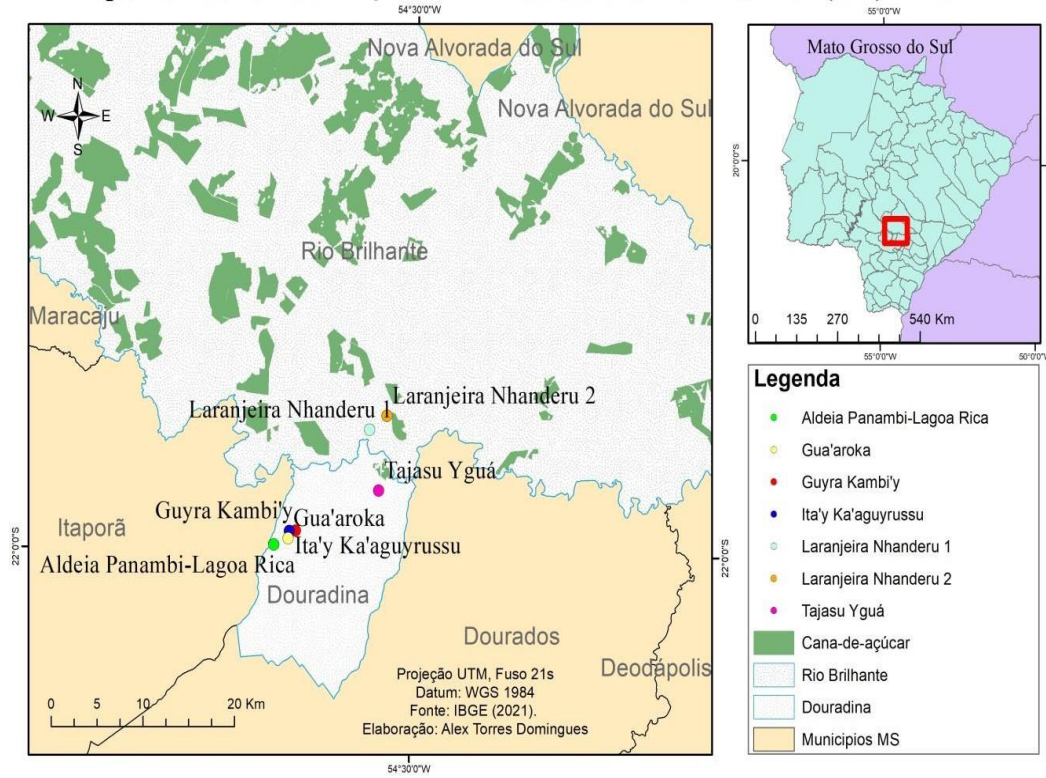 54°30'0"W
Nova Alvorada do Sul
Nova Alvorada do Sul
N
W E
S
Rio Brilhante
Maracaju
Laranjeira Nhanderu 1
Laranjeira Nhanderu 2
Tajasu Yguá
Guyra Kambi'y
Gua'aroka
Itaporã
Ita'y Ka'aguyrussu
Aldeia Panambi-Lagoa Rica
Douradina
Dourados
Deodápolis
22°0'0"S
22°0'0"S
0 5 10 20 Km
Projeção UTM, Fuso 21s
Datum: WGS 1984
Fonte: IBGE (2021).
Elaboração: Alex Torres Domingues
54°30'0"W
55°0'0"W
Mato Grosso do Sul
20°0'0"S
0 135 270 540 Km
55°0'0"W
50°0'0"W
Legenda
Aldeia Panambi-Lagoa Rica
Gua'aroka
Guyra Kambi'y
Ita'y Ka'aguyrussu
Laranjeira Nhanderu 1
Laranjeira Nhanderu 2
Tajasu Yguá
Cana-de-açúcar
Rio Brilhante
Douradina
Municipios MS